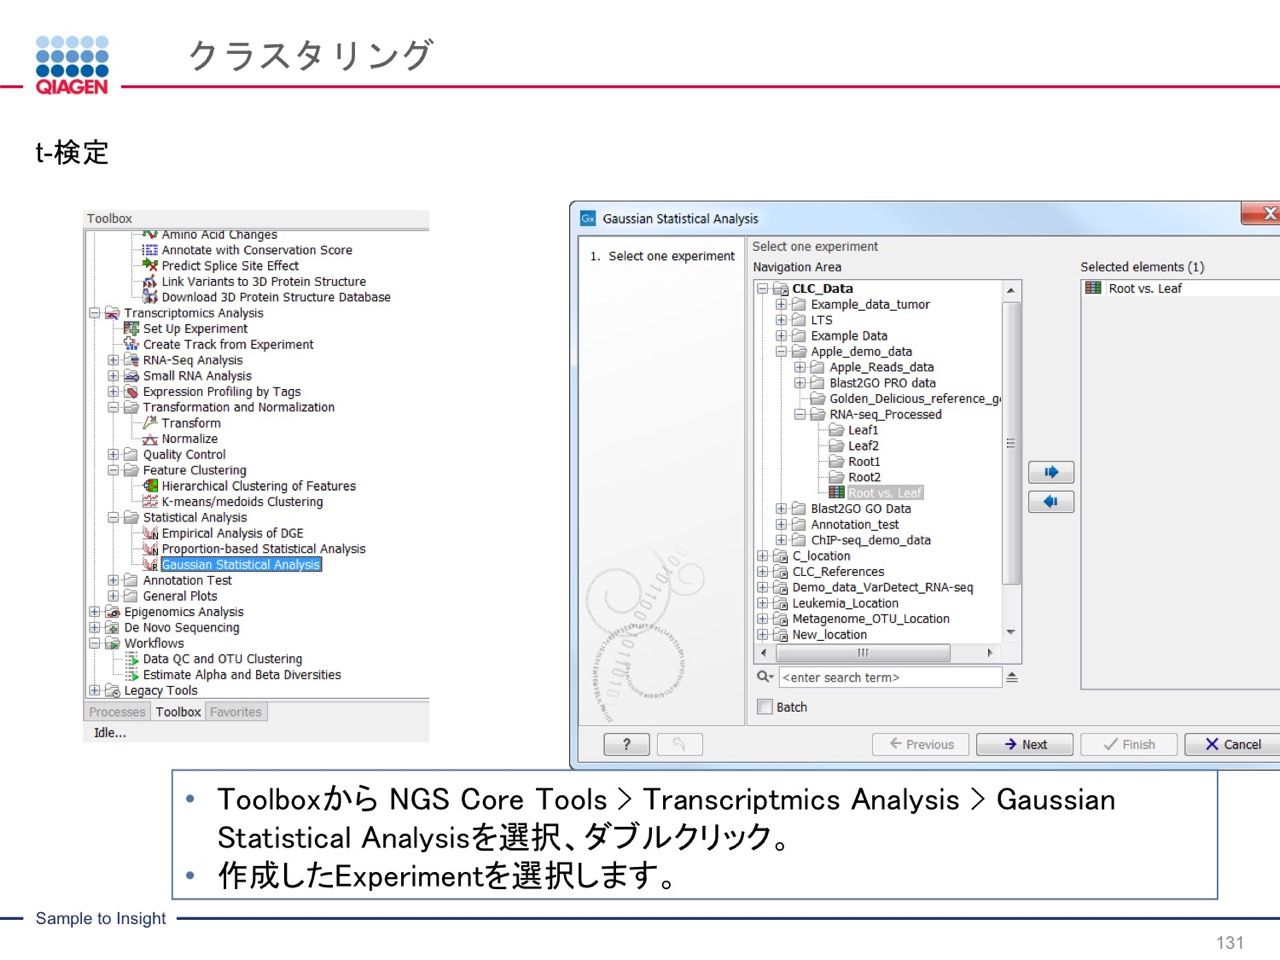 クラスタリング
QIAGEN
t-検定
Toolbox
Amino Acid Changes
Annotate with Conservation Score
Predict Splice Site Effect
Link Variants to 3D Protein Structure
Download 3D Protein Structure Database
Transcriptomics Analysis
Set Up Experiment
Create Track from Experiment
RNA-Seq Analysis
Small RNA Analysis
Expression Profiling by Tags
Transformation and Normalization
Transform
Normalize
Quality Control
Feature Clustering
Hierarchical Clustering of Features
K-means/medoids Clustering
Statistical Analysis
Empirical Analysis of DGE
Proportion-based Statistical Analysis
Gaussian Statistical Analysis
Annotation Test
General Plots
Epigenomics Analysis
De Novo Sequencing
Workflows
Data QC and OTU Clustering
Estimate Alpha and Beta Diversities
Legacy Tools
Processes Toolbox Favorites
Idle...
Gx Gaussian Statistical Analysis
1. Select one experiment
Select one experiment
Navigation Area
CLC_Data
Example_data_tumor
LTS
Example Data
Apple_demo_data
Apple_Reads_data
Blast2GO PRO data
Golden_Delicious_reference_g
RNA-seq_Processed
Leaf1
Leaf2
Root1
Root2
Root vs. Leaf
Blast2GO GO Data
Annotation_test
ChIP-seq_demo_data
C_location
CLC_References
Demo_data_VarDetect_RNA-seq
Leukemia_Location
Metagenome_OTU_Location
New_location
<enter search term>
Batch
Selected elements (1)
Root vs. Leaf
? Previous Next Finish Cancel
• Toolboxから NGS Core Tools > Transcriptmics Analysis > Gaussian
Statistical Analysisを選択、ダブルクリック。
• 作成したExperimentを選択します。
Sample to Insight
131